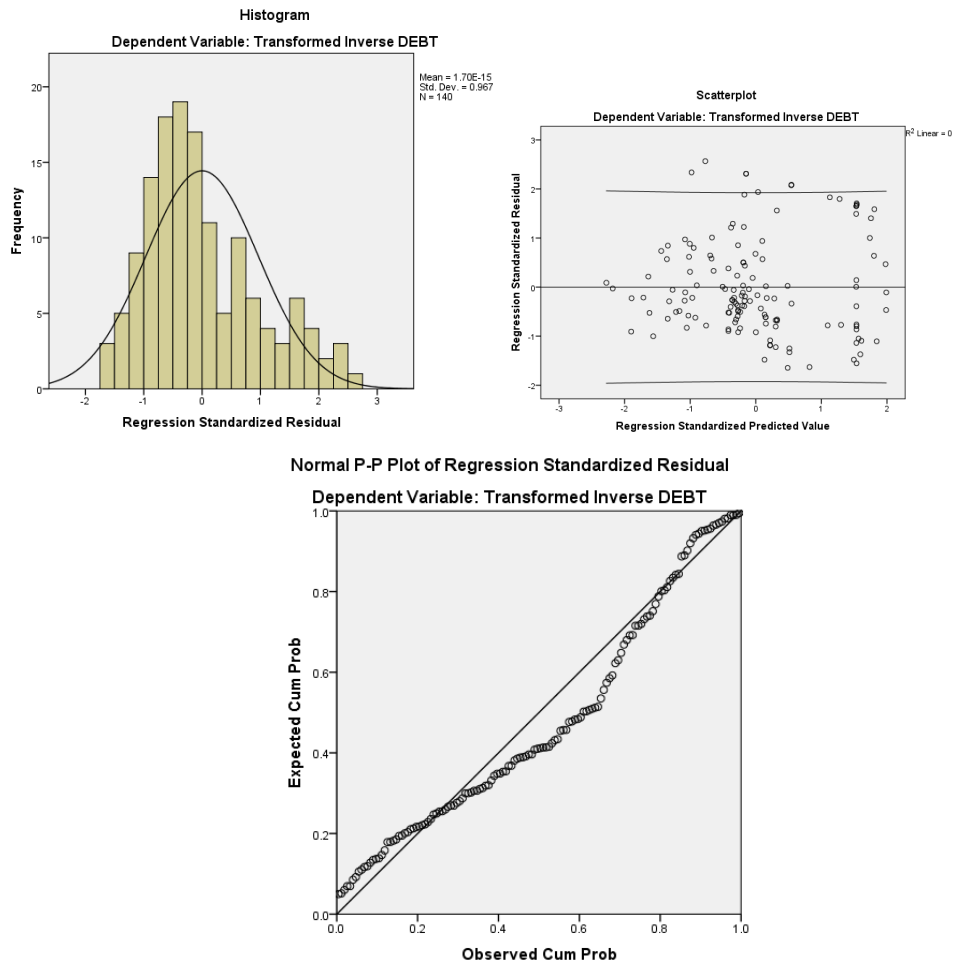 Histogram
Dependent Variable: Transformed Inverse DEBT
Mean = 1.70E-15
Std. Dev. = 0.967
N = 140
Frequency
20
15
10
5
0
-2
-1
0
1
2
3
Regression Standardized Residual
Scatterplot
Dependent Variable: Transformed Inverse DEBT
R² Linear = 0
Regression Standardized Residual
3
2
1
0
-1
-2
-3
-2
-1
0
1
2
Regression Standardized Predicted Value
Normal P-P Plot of Regression Standardized Residual
Dependent Variable: Transformed Inverse DEBT
Expected Cum Prob
1.0
0.8
0.6
0.4
0.2
0.0
0.0
0.2
0.4
0.6
0.8
1.0
Observed Cum Prob